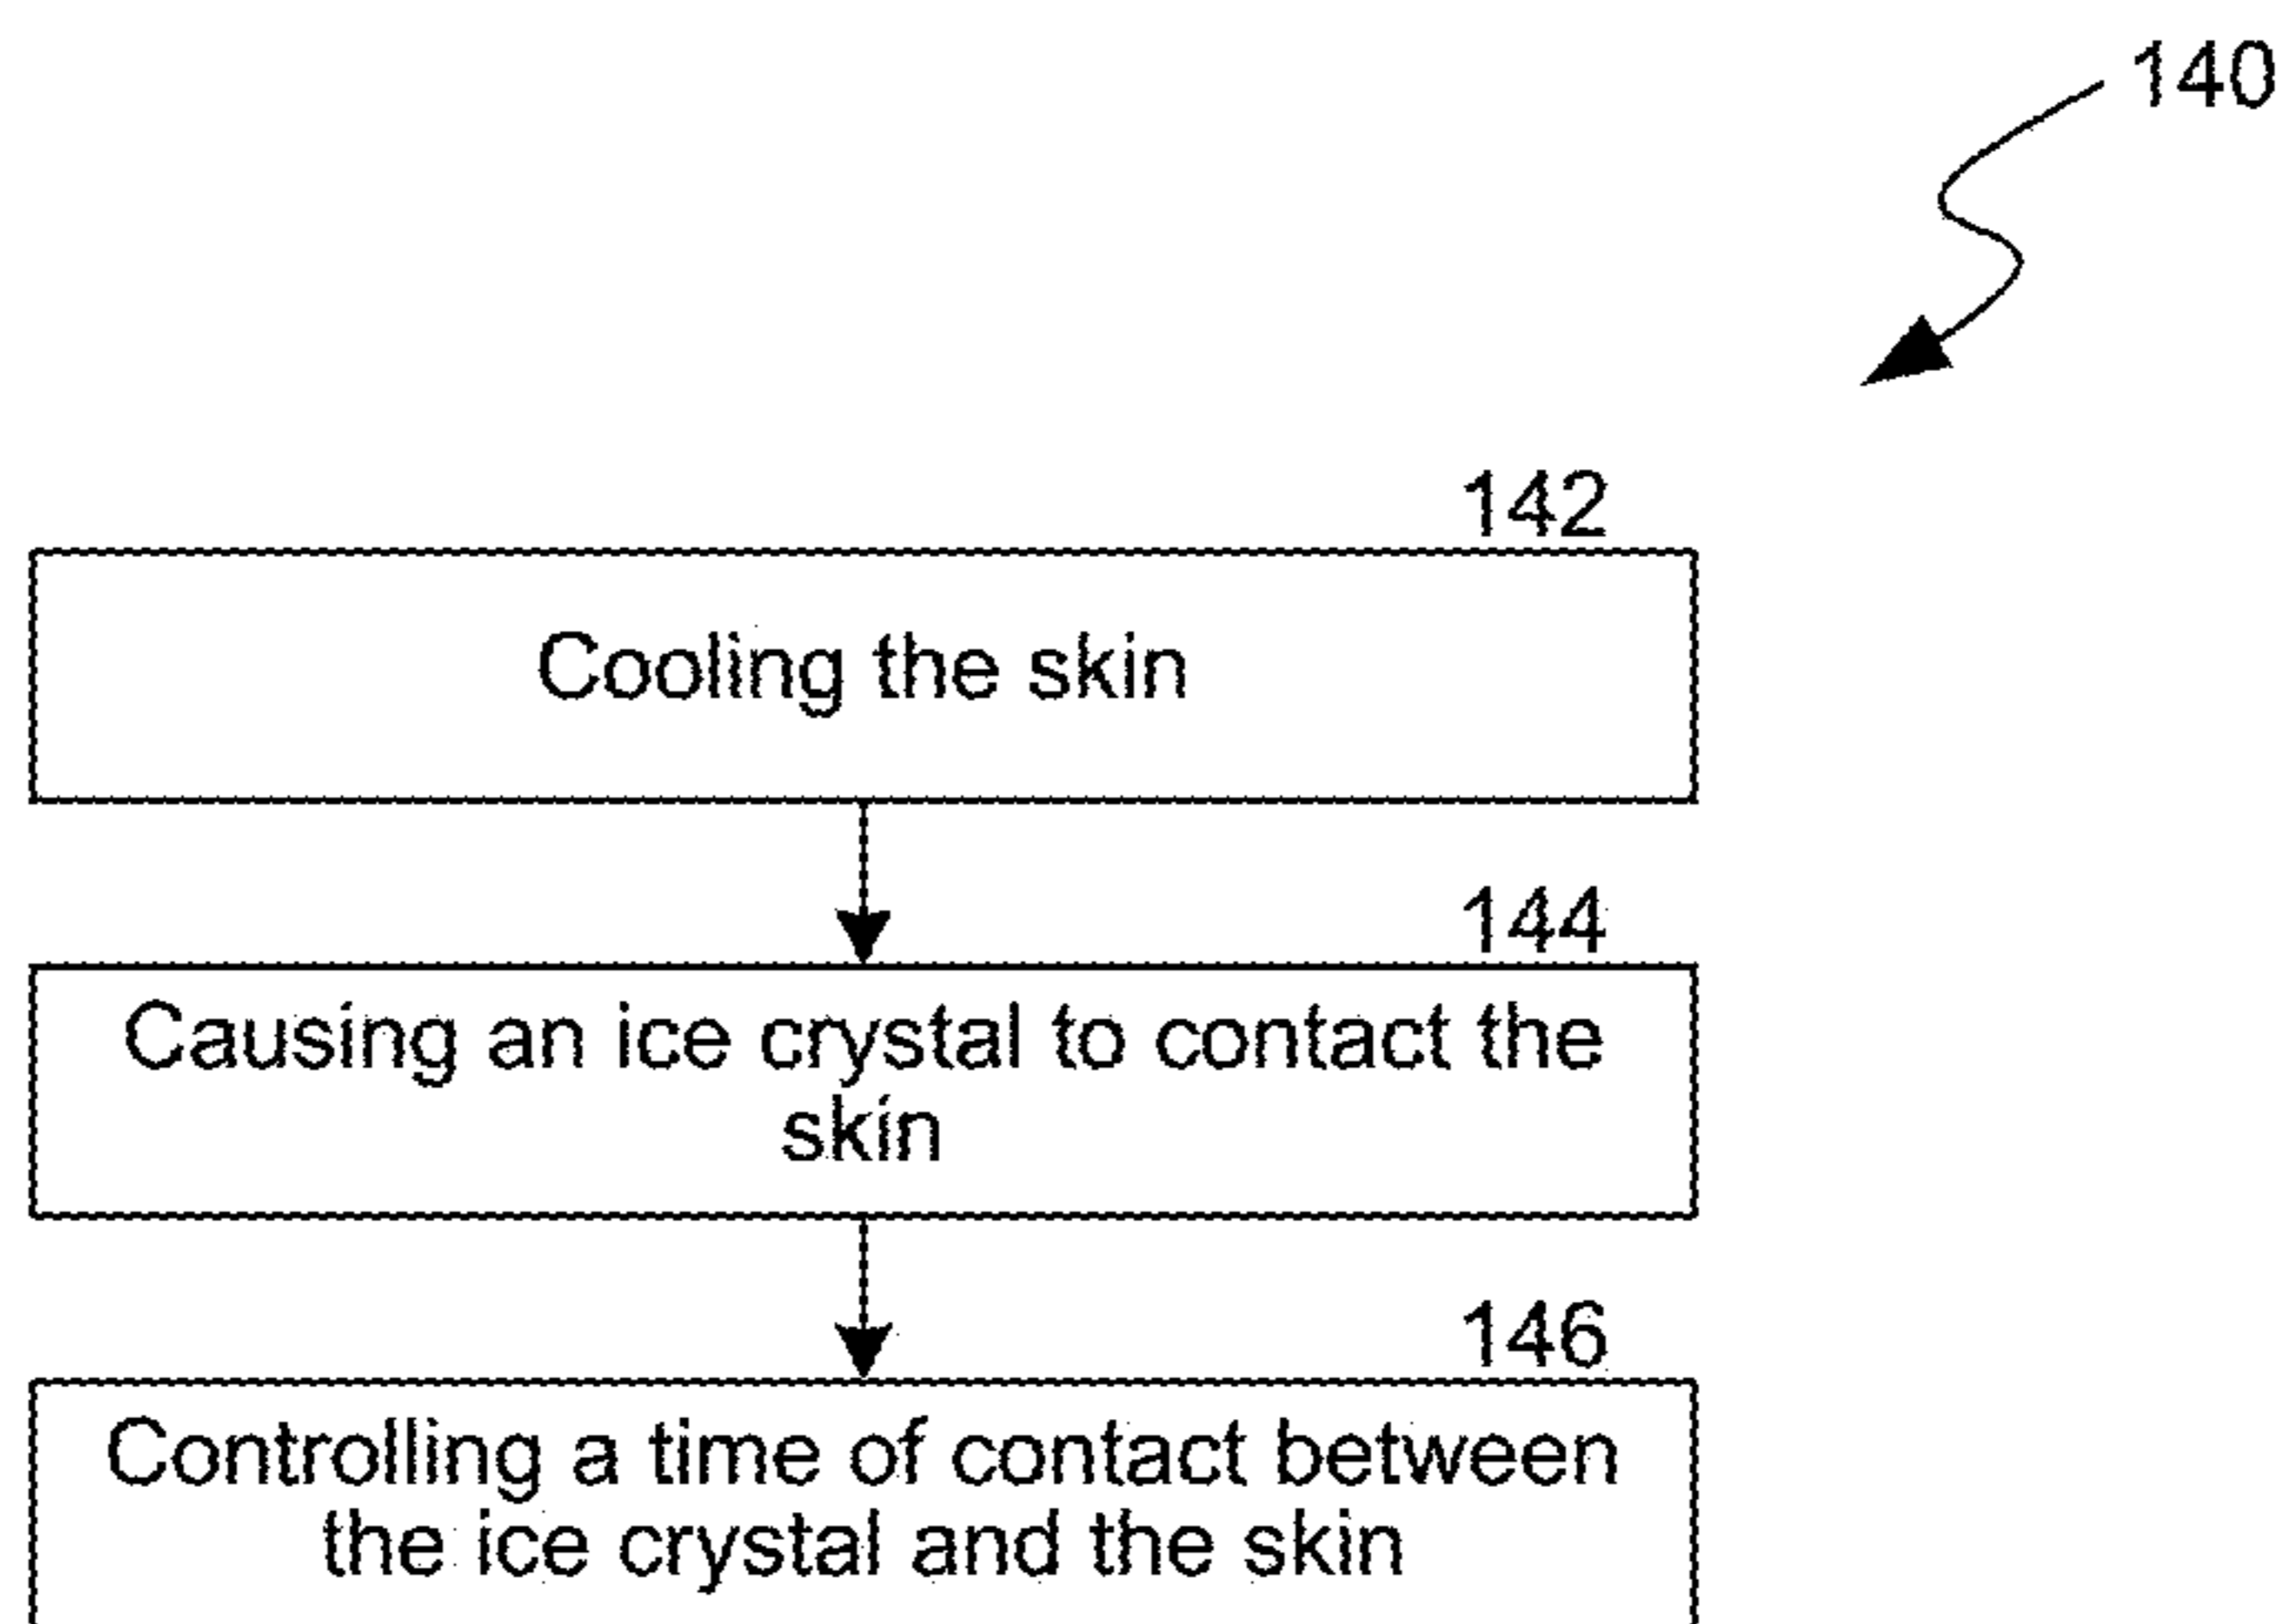 140
142
Cooling the skin
144
Causing an ice crystal to contact the
skin
146
Controlling a time of contact between
the ice crystal and the skin